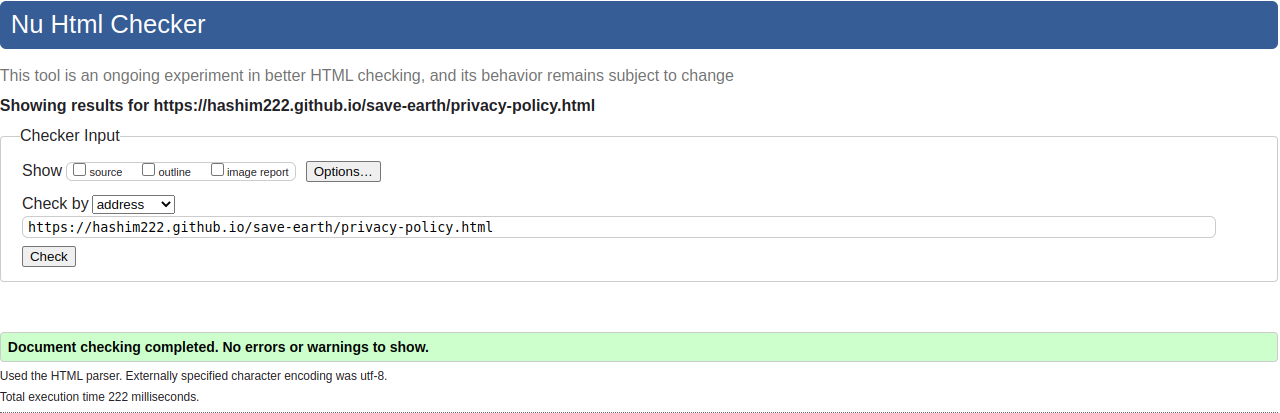 Nu Html Checker
This tool is an ongoing experiment in better HTML checking, and its behavior remains subject to change
Showing results for https://hashim222.github.io/save-earth/privacy-policy.html
Checker Input
Show source outline image report Options...
Check by address
https://hashim222.github.io/save-earth/privacy-policy.html
Check
Document checking completed. No errors or warnings to show.
Used the HTML parser. Externally specified character encoding was utf-8.
Total execution time 222 milliseconds.